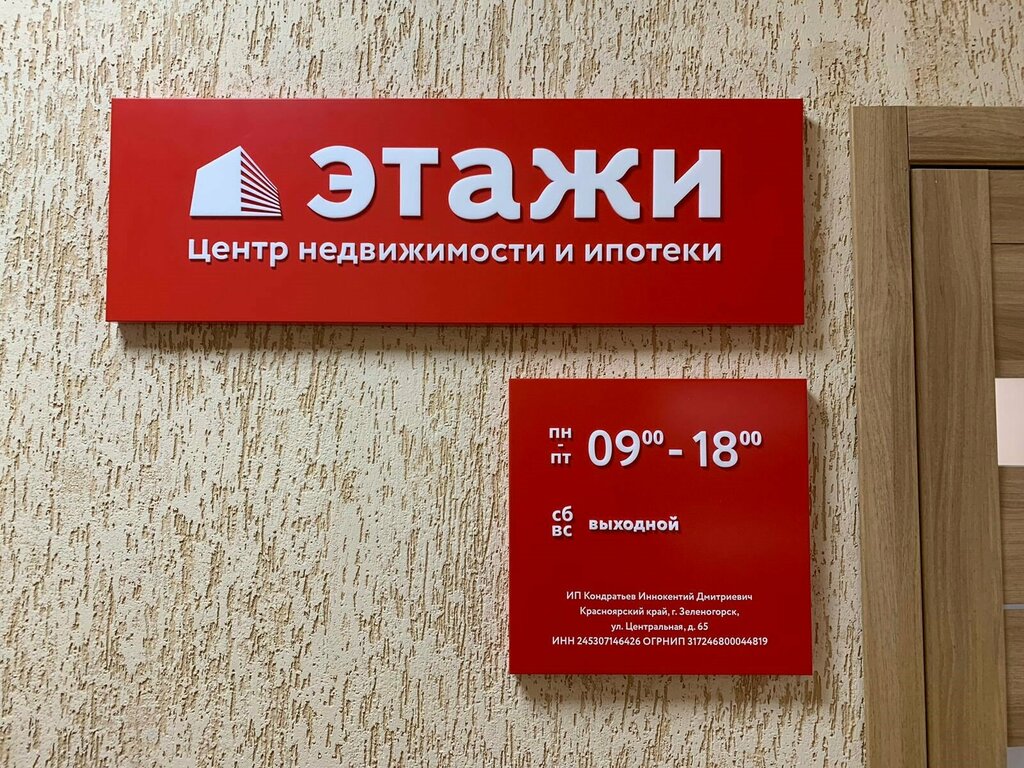 этажи
Центр недвижимости и ипотеки
пн
-
пт
09⁰⁰ - 18⁰⁰
сб
вс
выходной
ИП Кондратьев Иннокентий Дмитриевич
Красноярский край, г. Зеленогорск,
ул. Центральная, д. 65
ИНН 245307146426 ОГРНИП 317246800044819